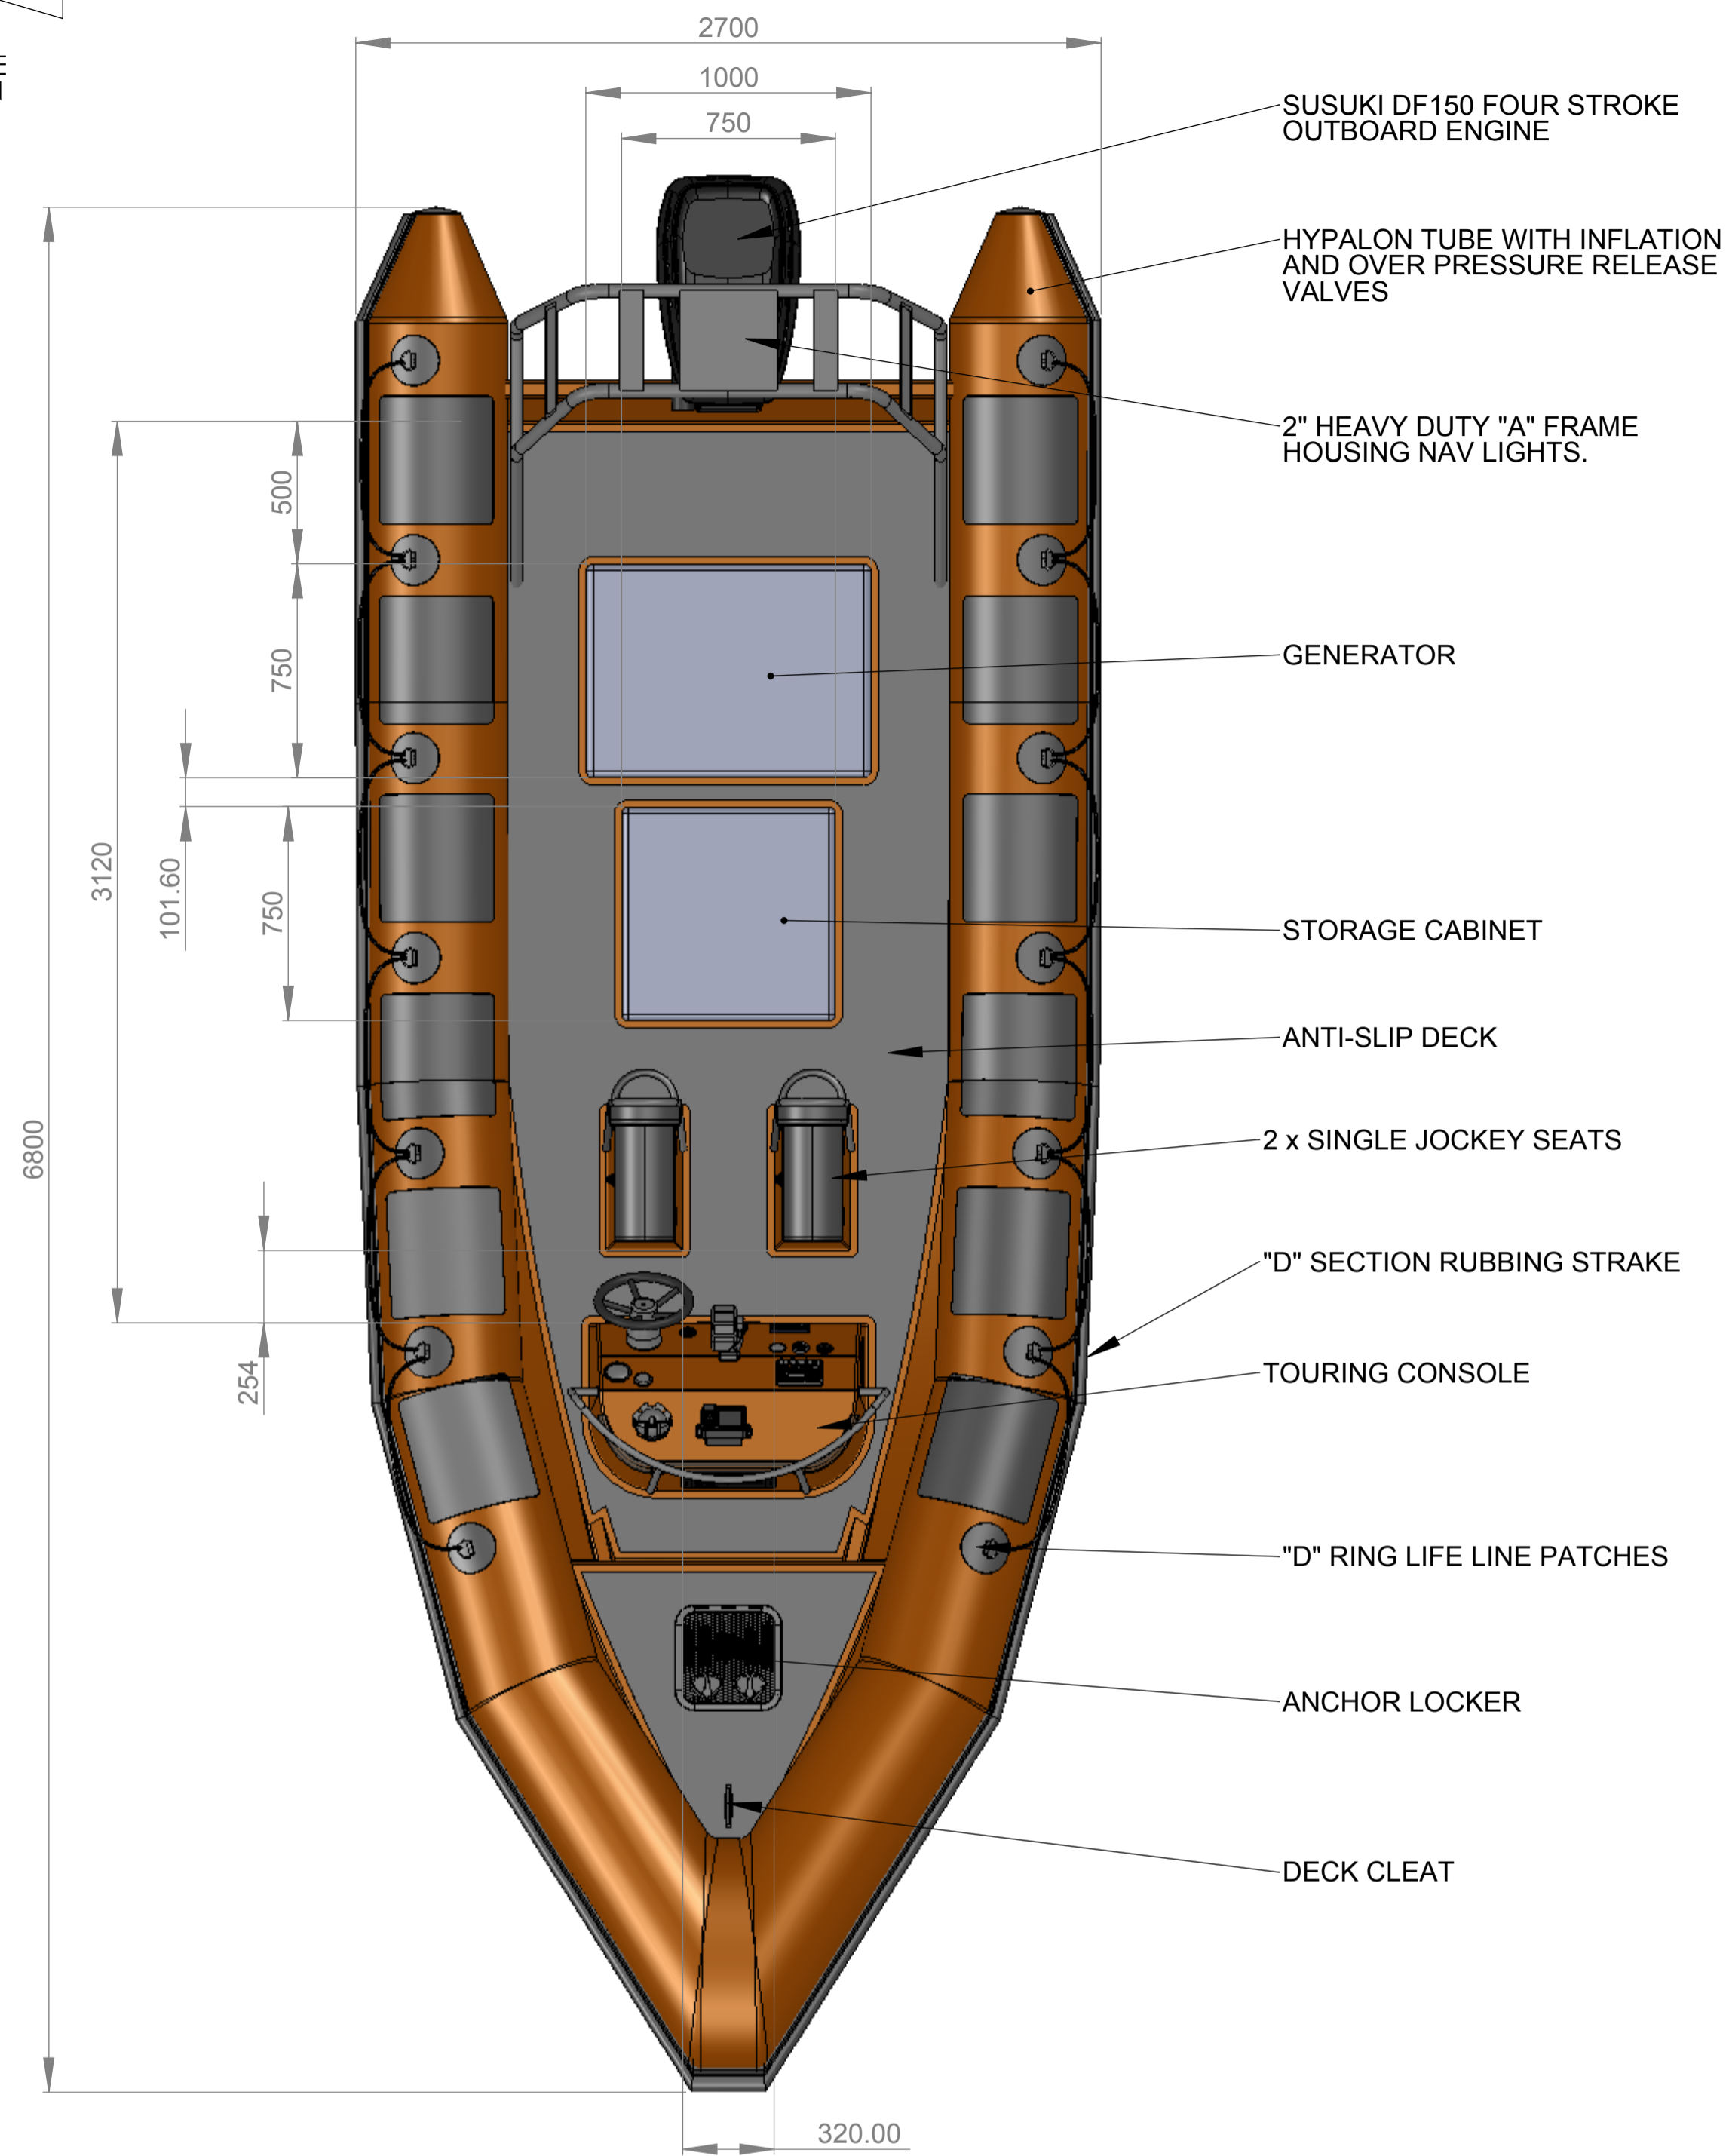 2700
1000
750
SUSUKI DF150 FOUR STROKE
OUTBOARD ENGINE
HYPALON TUBE WITH INFLATION
AND OVER PRESSURE RELEASE
VALVES
2" HEAVY DUTY "A" FRAME
HOUSING NAV LIGHTS.
500
750
GENERATOR
3120
101.60
750
STORAGE CABINET
ANTI-SLIP DECK
6800
2 x SINGLE JOCKEY SEATS
"D" SECTION RUBBING STRAKE
254
TOURING CONSOLE
"D" RING LIFE LINE PATCHES
ANCHOR LOCKER
DECK CLEAT
320.00